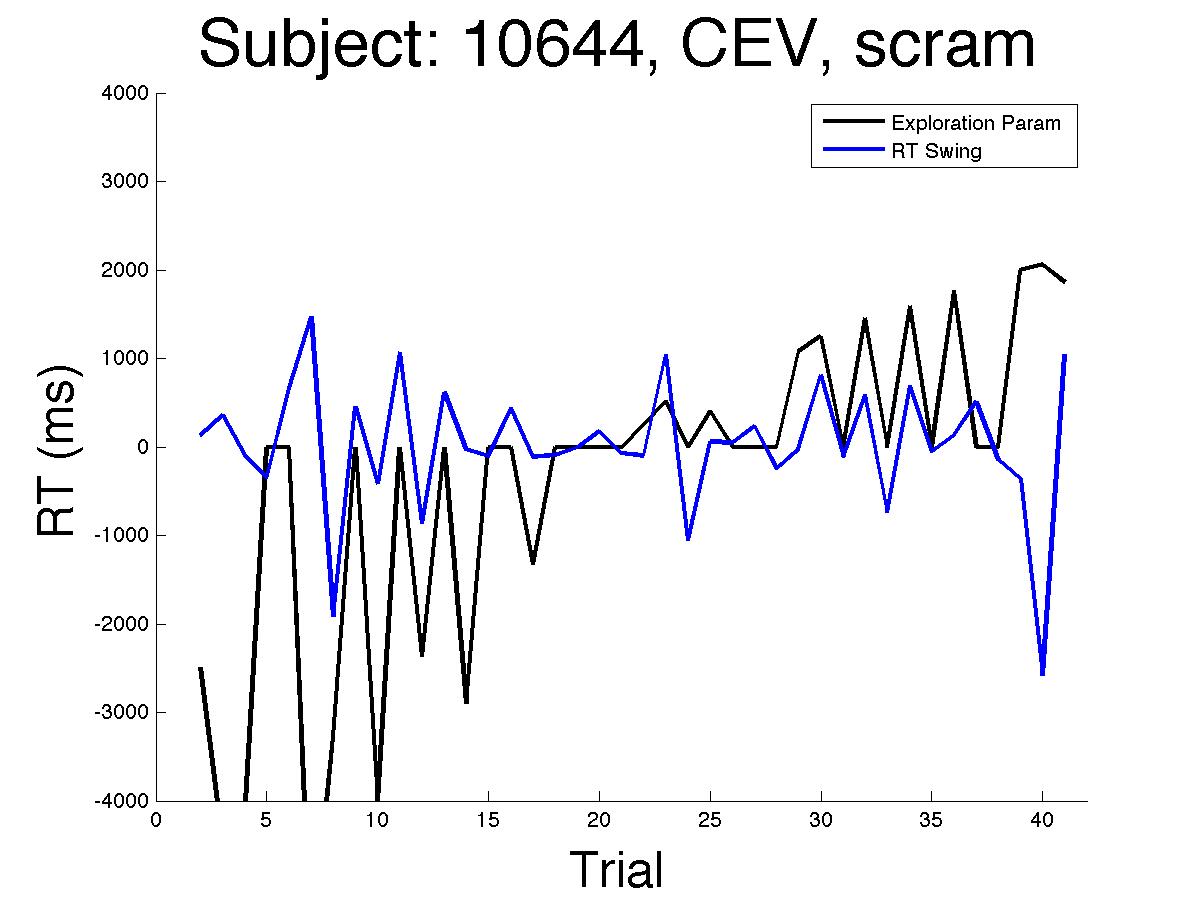 Subject: 10644, CEV, scram
4000
3000
2000
1000
0
-1000
-2000
-3000
-4000
RT (ms)
Exploration Param
RT Swing
0 5 10 15 20 25 30 35 40
Trial